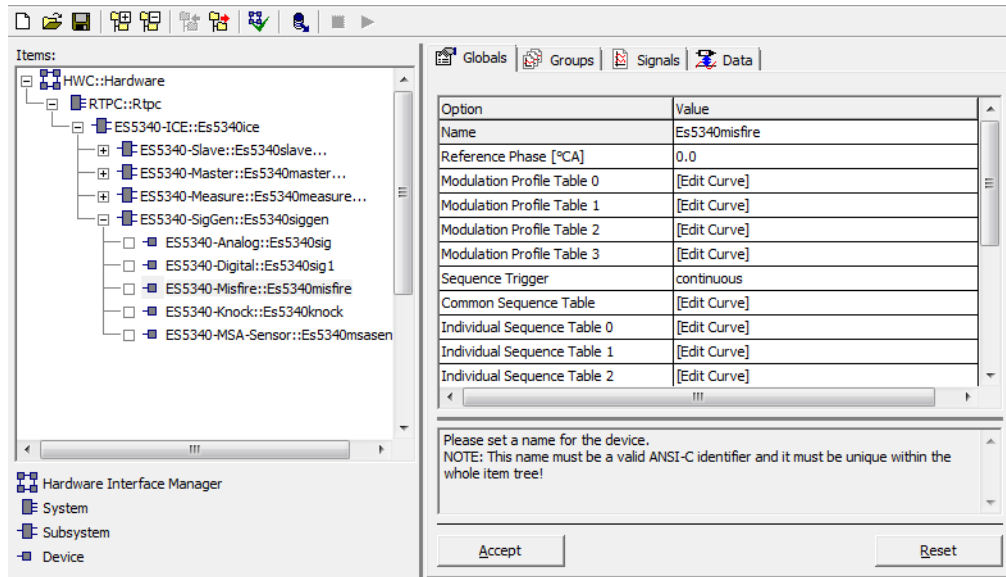 Items:
HWC::Hardware
RTPC::Rtpc
ES5340-ICE::Es5340ice
ES5340-Slave::Es5340slave...
ES5340-Master::Es5340master...
ES5340-Measure::Es5340measure...
ES5340-SigGen::Es5340siggen
ES5340-Analog::Es5340sig
ES5340-Digital::Es5340sig1
ES5340-Misfire::Es5340misfire
ES5340-Knock::Es5340knock
ES5340-MSA-Sensor::Es5340msasen
Hardware Interface Manager
System
Subsystem
Device
Globals Groups Signals Data
Option Value
Name Es5340misfire
Reference Phase [°CA] 0.0
Modulation Profile Table 0 [Edit Curve]
Modulation Profile Table 1 [Edit Curve]
Modulation Profile Table 2 [Edit Curve]
Modulation Profile Table 3 [Edit Curve]
Sequence Trigger continuous
Common Sequence Table [Edit Curve]
Individual Sequence Table 0 [Edit Curve]
Individual Sequence Table 1 [Edit Curve]
Individual Sequence Table 2 [Edit Curve]
Please set a name for the device.
NOTE: This name must be a valid ANSI-C identifier and it must be unique within the
whole item tree!
Accept Reset